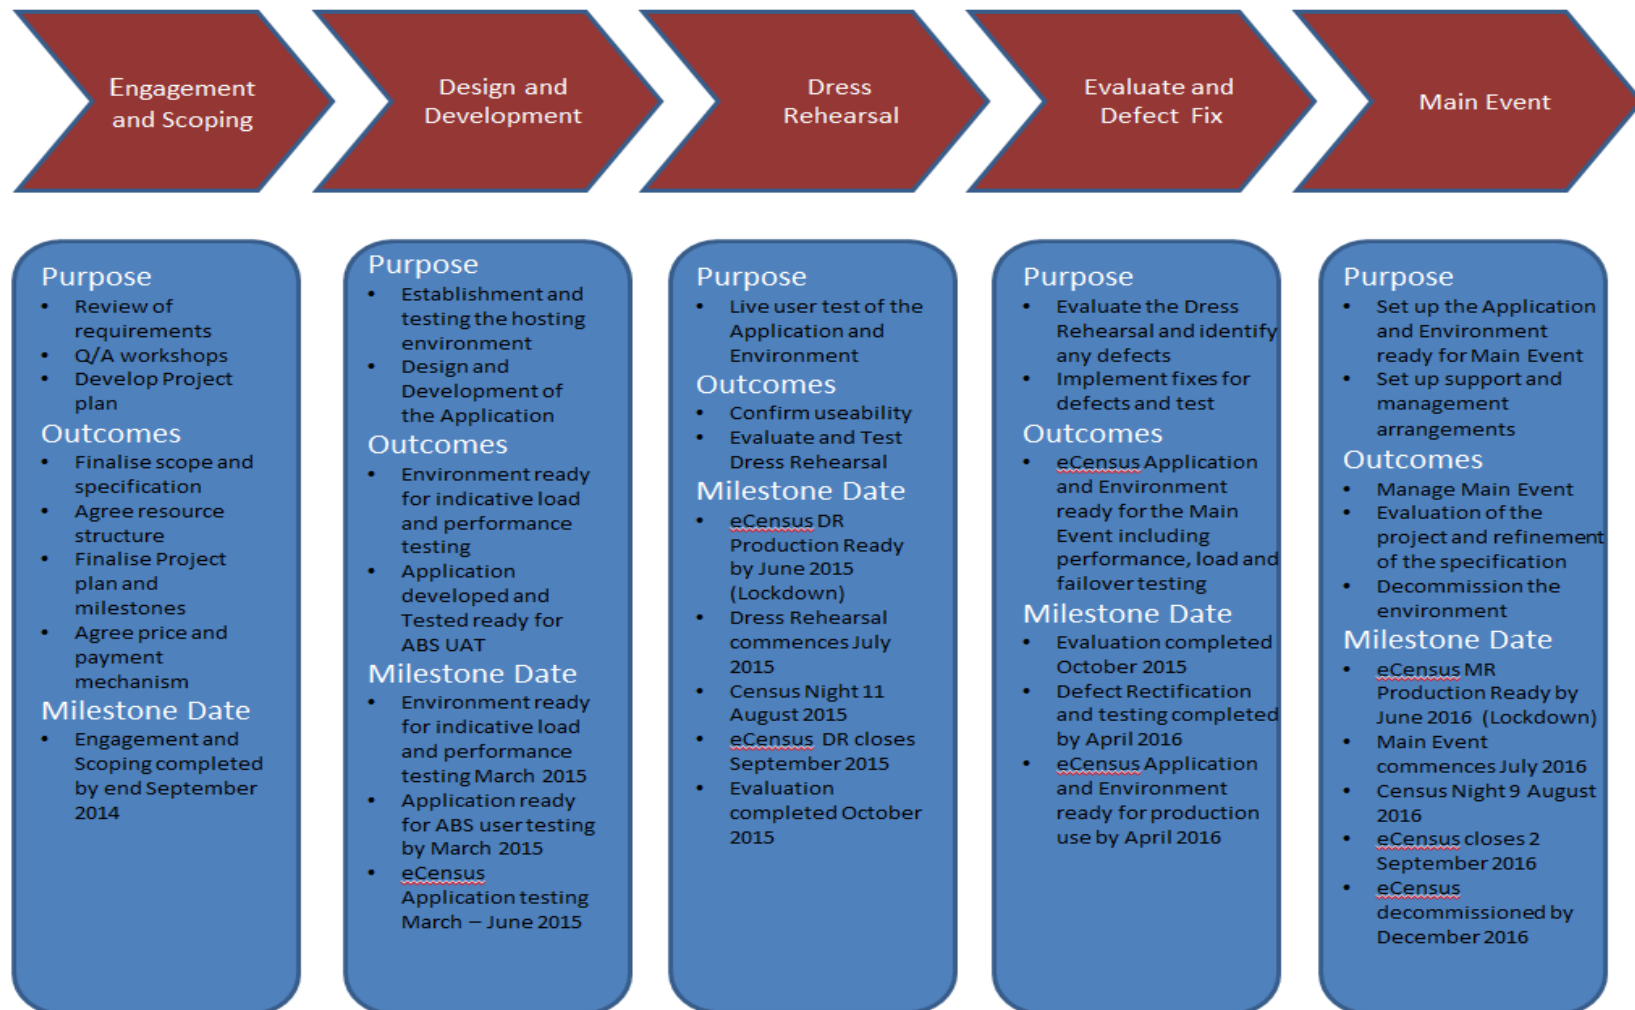 Engagement
and Scoping
Design and
Development
Dress
Rehearsal
Evaluate and
Defect Fix
Main Event
Purpose
• Review of
requirements
• Q/A workshops
• Develop Project
plan
Outcomes
• Finalise scope and
specification
• Agree resource
structure
• Finalise Project
plan and
milestones
• Agree price and
payment
mechanism
Milestone Date
• Engagement and
Scoping completed
by end September
2014
Purpose
• Establishment and
testing the hosting
environment
• Design and
Development of
the Application
Outcomes
• Environment ready
for indicative load
and performance
testing
• Application
developed and
Tested ready for
ABS UAT
Milestone Date
• Environment ready
for indicative load
and performance
testing March 2015
• Application ready
for ABS user testing
by March 2015
• eCensus
Application testing
March – June 2015
Purpose
• Live user test of the
Application and
Environment
Outcomes
• Confirm useability
• Evaluate and Test
Dress Rehearsal
Milestone Date
• eCensus DR
Production Ready
by June 2015
(Lockdown)
• Dress Rehearsal
commences July
2015
• Census Night 11
August 2015
• eCensus DR closes
September 2015
• Evaluation
completed October
2015
Purpose
• Evaluate the Dress
Rehearsal and identify
any defects
• Implement fixes for
defects and test
Outcomes
• eCensus Application
and Environment
ready for the Main
Event including
performance, load and
failover testing
Milestone Date
• Evaluation completed
October 2015
• Defect Rectification
and testing completed
by April 2016
• eCensus Application
and Environment
ready for production
use by April 2016
Purpose
• Set up the Application
and Environment
ready for Main Event
• Set up support and
management
arrangements
Outcomes
• Manage Main Event
• Evaluation of the
project and refinement
of the specification
• Decommission the
environment
Milestone Date
• eCensus MR
Production Ready by
June 2016 (Lockdown)
• Main Event
commences July 2016
• Census Night 9 August
2016
• eCensus closes 2
September 2016
• eCensus
decommissioned by
December 2016